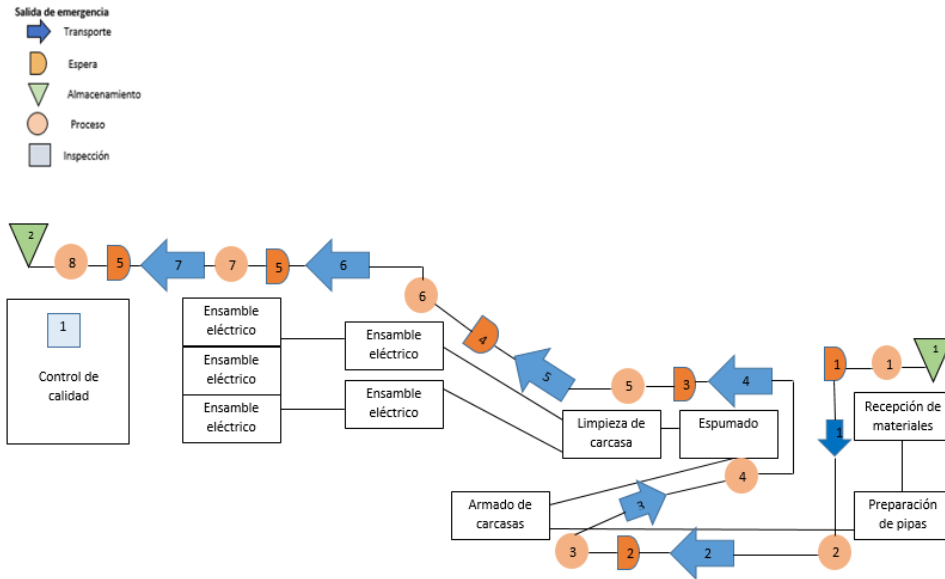 Salida de emergencia
Transporte
Espera
Almacenamiento
Proceso
Inspección
2
8
5
7
7
5
6
6
4
5
5
3
4
1
1
1
1
1
Control de
calidad
Ensamble
eléctrico
Ensamble
eléctrico
Ensamble
eléctrico
Ensamble
eléctrico
Ensamble
eléctrico
Limpieza de
carcasa
Espumado
Recepción de
materiales
4
3
Armado de
carcasas
Preparación
de pipas
3
2
2
2